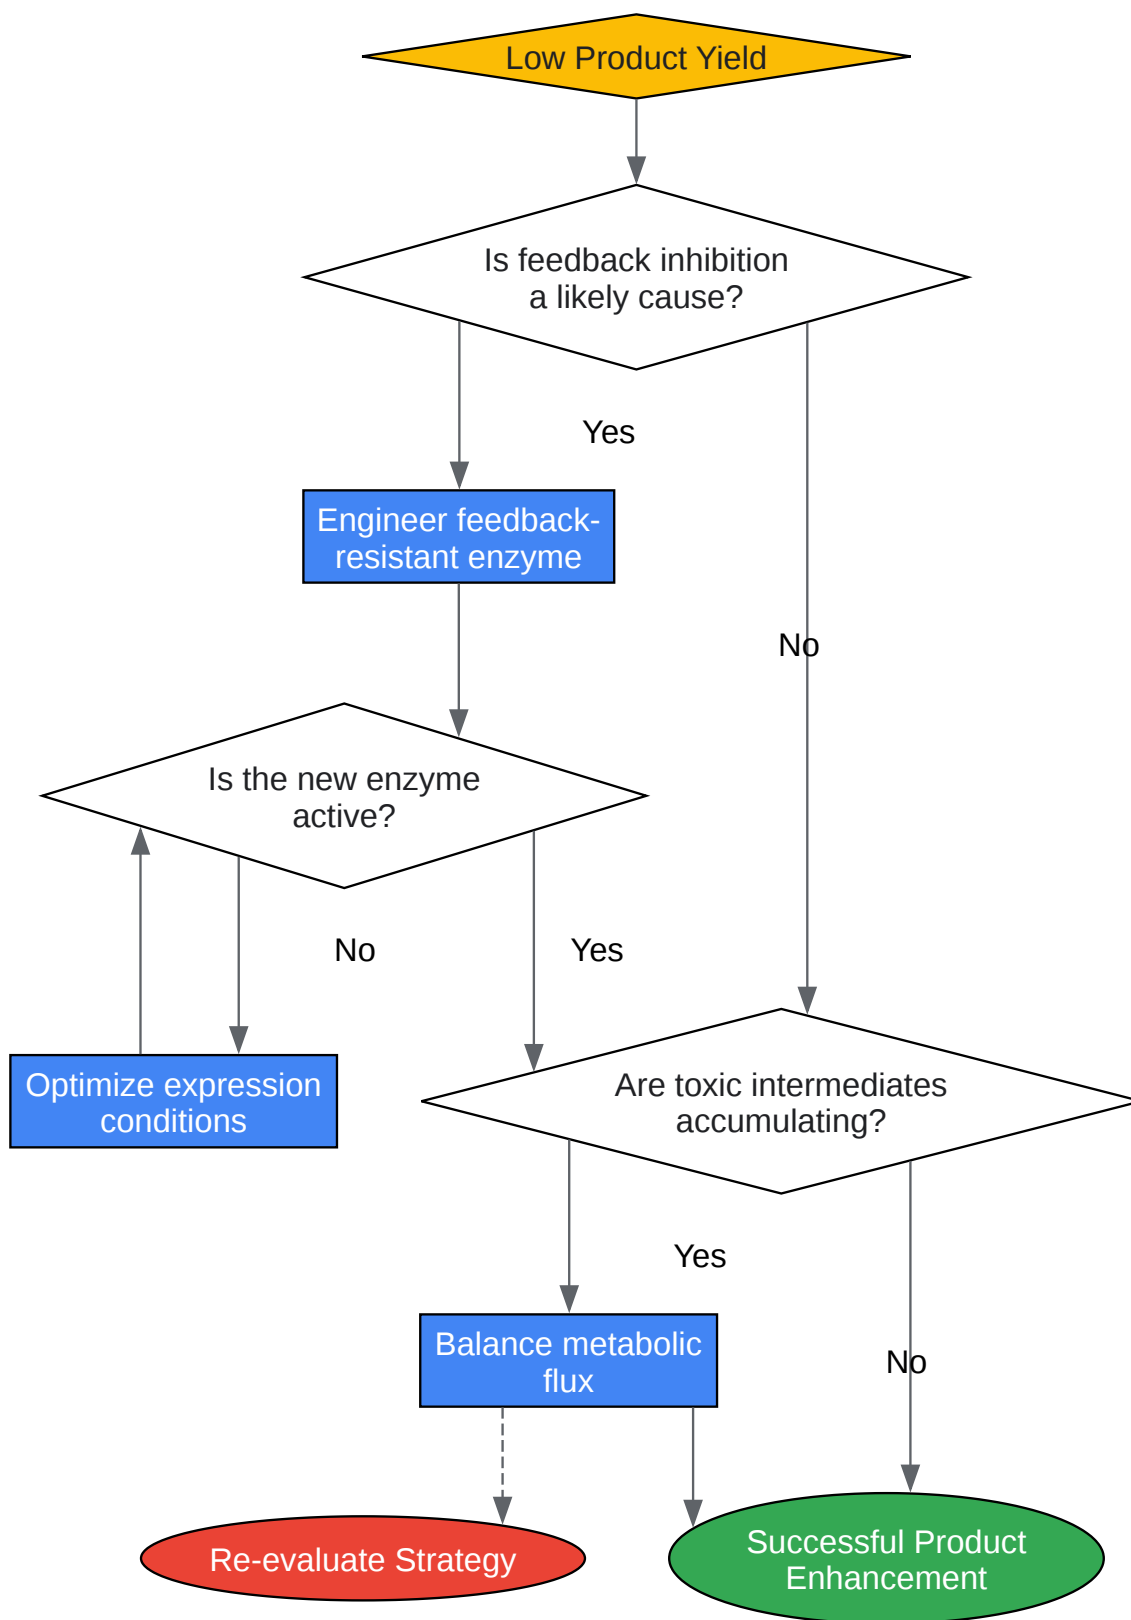 Low Product Yield
Is feedback inhibition
a likely cause?
Yes
Engineer feedback-
resistant enzyme
No
Is the new enzyme
active?
No
Yes
Optimize expression
conditions
Are toxic intermediates
accumulating?
Yes
Balance metabolic
flux
No
Re-evaluate Strategy
Successful Product
Enhancement